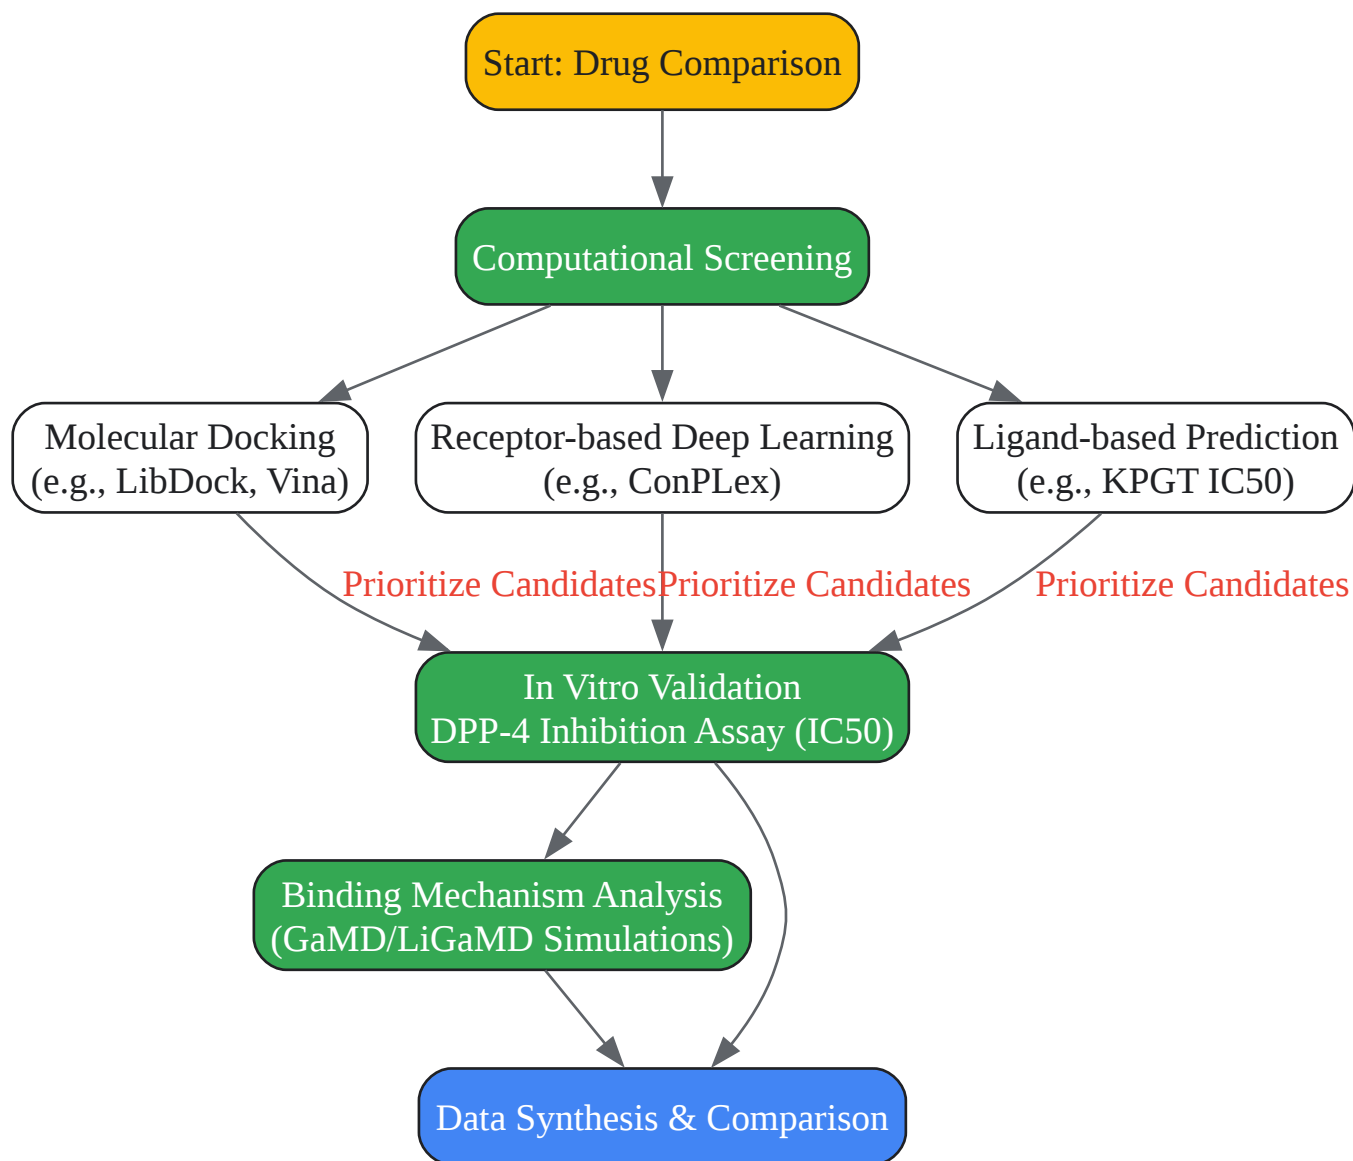 Start: Drug Comparison
Computational Screening
Molecular Docking
(e.g., LibDock, Vina)
Receptor-based Deep Learning
(e.g., ConPLex)
Ligand-based Prediction
(e.g., KPGT IC50)
Prioritize Candidates
Prioritize Candidates
Prioritize Candidates
In Vitro Validation
DPP-4 Inhibition Assay (IC50)
Binding Mechanism Analysis
(GaMD/LiGaMD Simulations)
Data Synthesis & Comparison